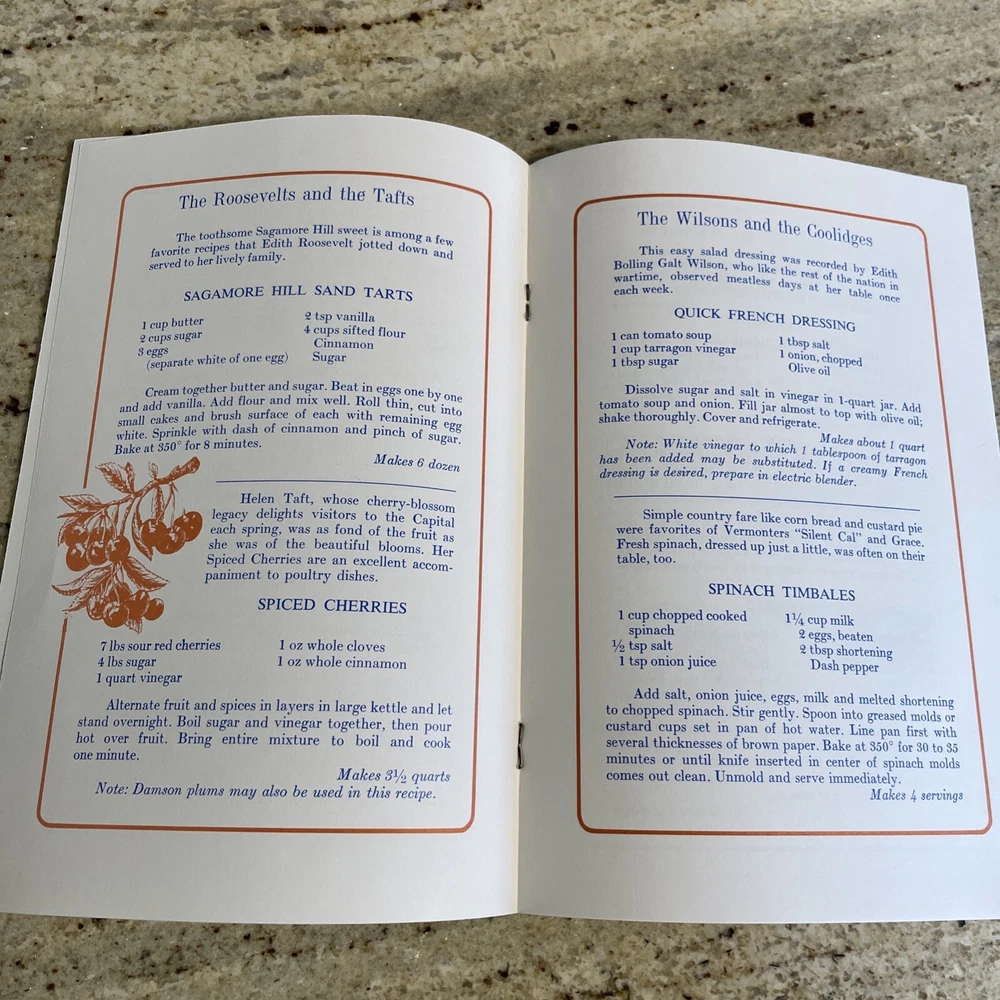 The Roosevelts and the Tafts
The toothsome Sagamore Hill sweet is among a few
favorite recipes that Edith Roosevelt jotted down and
served to her lively family.
SAGAMORE HILL SAND TARTS
1 cup butter
2 cups sugar
3 eggs
(separate white of one egg)
2 tsp vanilla
4 cups sifted flour
Cinnamon
Sugar
Cream together butter and sugar. Beat in eggs one by one
and add vanilla. Add flour and mix well. Roll thin, cut into
small cakes and brush surface of each with remaining egg
white. Sprinkle with dash of cinnamon and pinch of sugar.
Bake at 350° for 8 minutes.
Makes 6 dozen
Helen Taft, whose cherry-blossom
legacy delights visitors to the Capital
each spring, was as fond of the fruit as
she was of the beautiful blooms. Her
Spiced Cherries are an excellent accom-
paniment to poultry dishes.
SPICED CHERRIES
7 lbs sour red cherries
4 lbs sugar
1 quart vinegar
1 oz whole cloves
1 oz whole cinnamon
Alternate fruit and spices in layers in large kettle and let
stand overnight. Boil sugar and vinegar together, then pour
hot over fruit. Bring entire mixture to boil and cook
one minute.
Makes 3½ quarts
Note: Damson plums may also be used in this recipe.
The Wilsons and the Coolidges
This easy salad dressing was recorded by Edith
Bolling Galt Wilson, who like the rest of the nation in
wartime, observed meatless days at her table once
each week.
QUICK FRENCH DRESSING
1 can tomato soup
1 cup tarragon vinegar
1 tbsp sugar
1 tbsp salt
1 onion, chopped
Olive oil
Dissolve sugar and salt in vinegar in 1-quart jar. Add
tomato soup and onion. Fill jar almost to top with olive oil;
shake thoroughly. Cover and refrigerate.
Makes about 1 quart
Note: White vinegar to which 1 tablespoon of tarragon
has been added may be substituted. If a creamy French
dressing is desired, prepare in electric blender.
Simple country fare like corn bread and custard pie
were favorites of Vermonters "Silent Cal" and Grace.
Fresh spinach, dressed up just a little, was often on their
table, too.
SPINACH TIMBALES
1 cup chopped cooked
spinach
½ tsp salt
1 tsp onion juice
1¼ cup milk
2 eggs, beaten
2 tbsp shortening
Dash pepper
Add salt, onion juice, eggs, milk and melted shortening
to chopped spinach. Stir gently. Spoon into greased molds or
custard cups set in pan of hot water. Line pan first with
several thicknesses of brown paper. Bake at 350° for 30 to 35
minutes or until knife inserted in center of spinach molds
comes out clean. Unmold and serve immediately.
Makes 4 servings